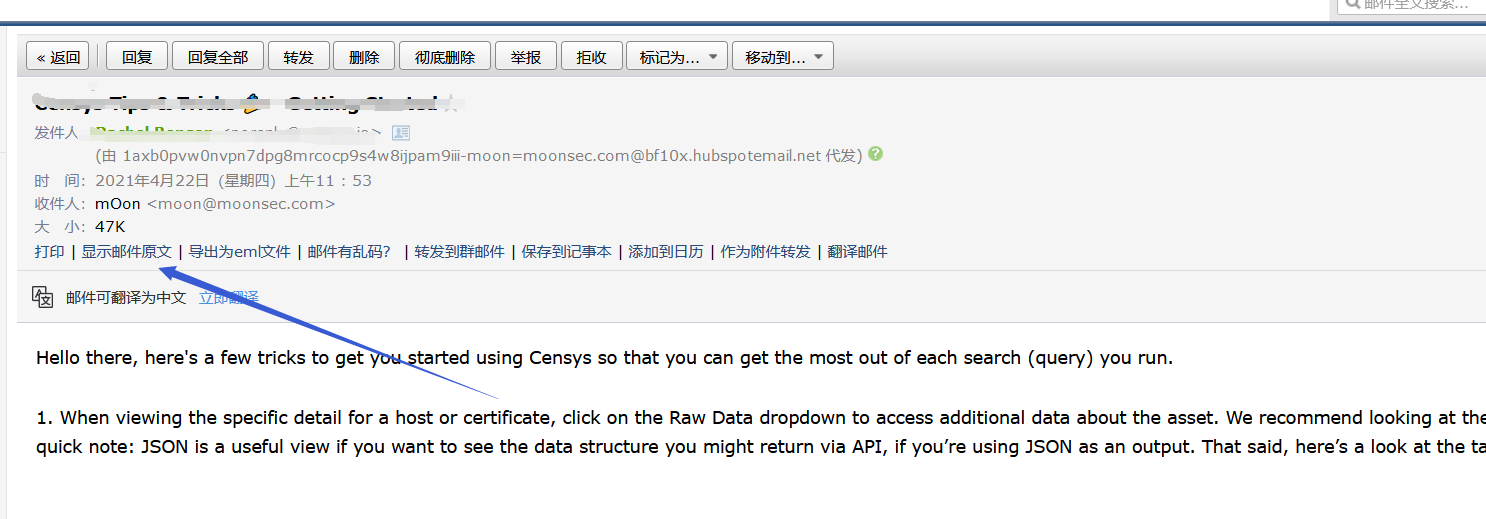 邮件全文搜索...
« 返回 回复 回复全部 转发 删除 彻底删除 举报 拒收 标记为... 移动到...
Tips & Tricks Getting Started
发件人
(由 1axb0pvw0nvpn7dpg8mrcocp9s4w8ijpam9iii-moon=moonsec.com@bf10x.hubspotemail.net 代发)
时 间： 2021年4月22日 (星期四) 上午11：53
收件人： mOon <moon@moonsec.com>
大 小： 47K
打印 | 显示邮件原文 | 导出为eml文件 | 邮件有乱码？ | 转发到群邮件 | 保存到记事本 | 添加到日历 | 作为附件转发 | 翻译邮件
邮件可翻译为中文 立即翻译
Hello there, here's a few tricks to get you started using Censys so that you can get the most out of each search (query) you run.
1. When viewing the specific detail for a host or certificate, click on the Raw Data dropdown to access additional data about the asset. We recommend looking at the
quick note: JSON is a useful view if you want to see the data structure you might return via API, if you’re using JSON as an output. That said, here’s a look at the ta